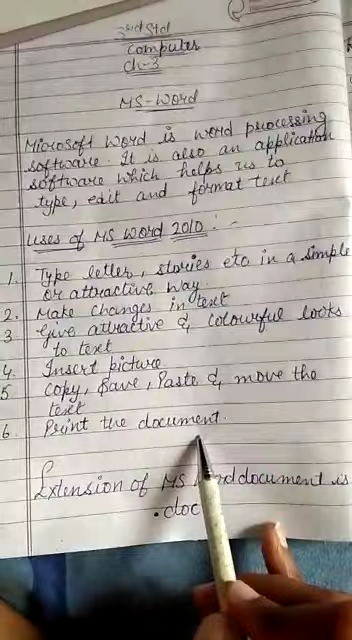 3rd Std
Computer
Ch-3
MS-Word
Microsoft Word is word processing
software. It is also an application
software which helps us to
type, edit and format text
Uses of MS Word 2010:-
1. Type letter, stories etc in a simple
or attractive way.
2. Make changes in text
3 Give attractive & colourful looks
to text
4. Insert picture
5 Copy, Save, Paste & move the
text
6. Print the document.
Extension of MS Word document is
.doc